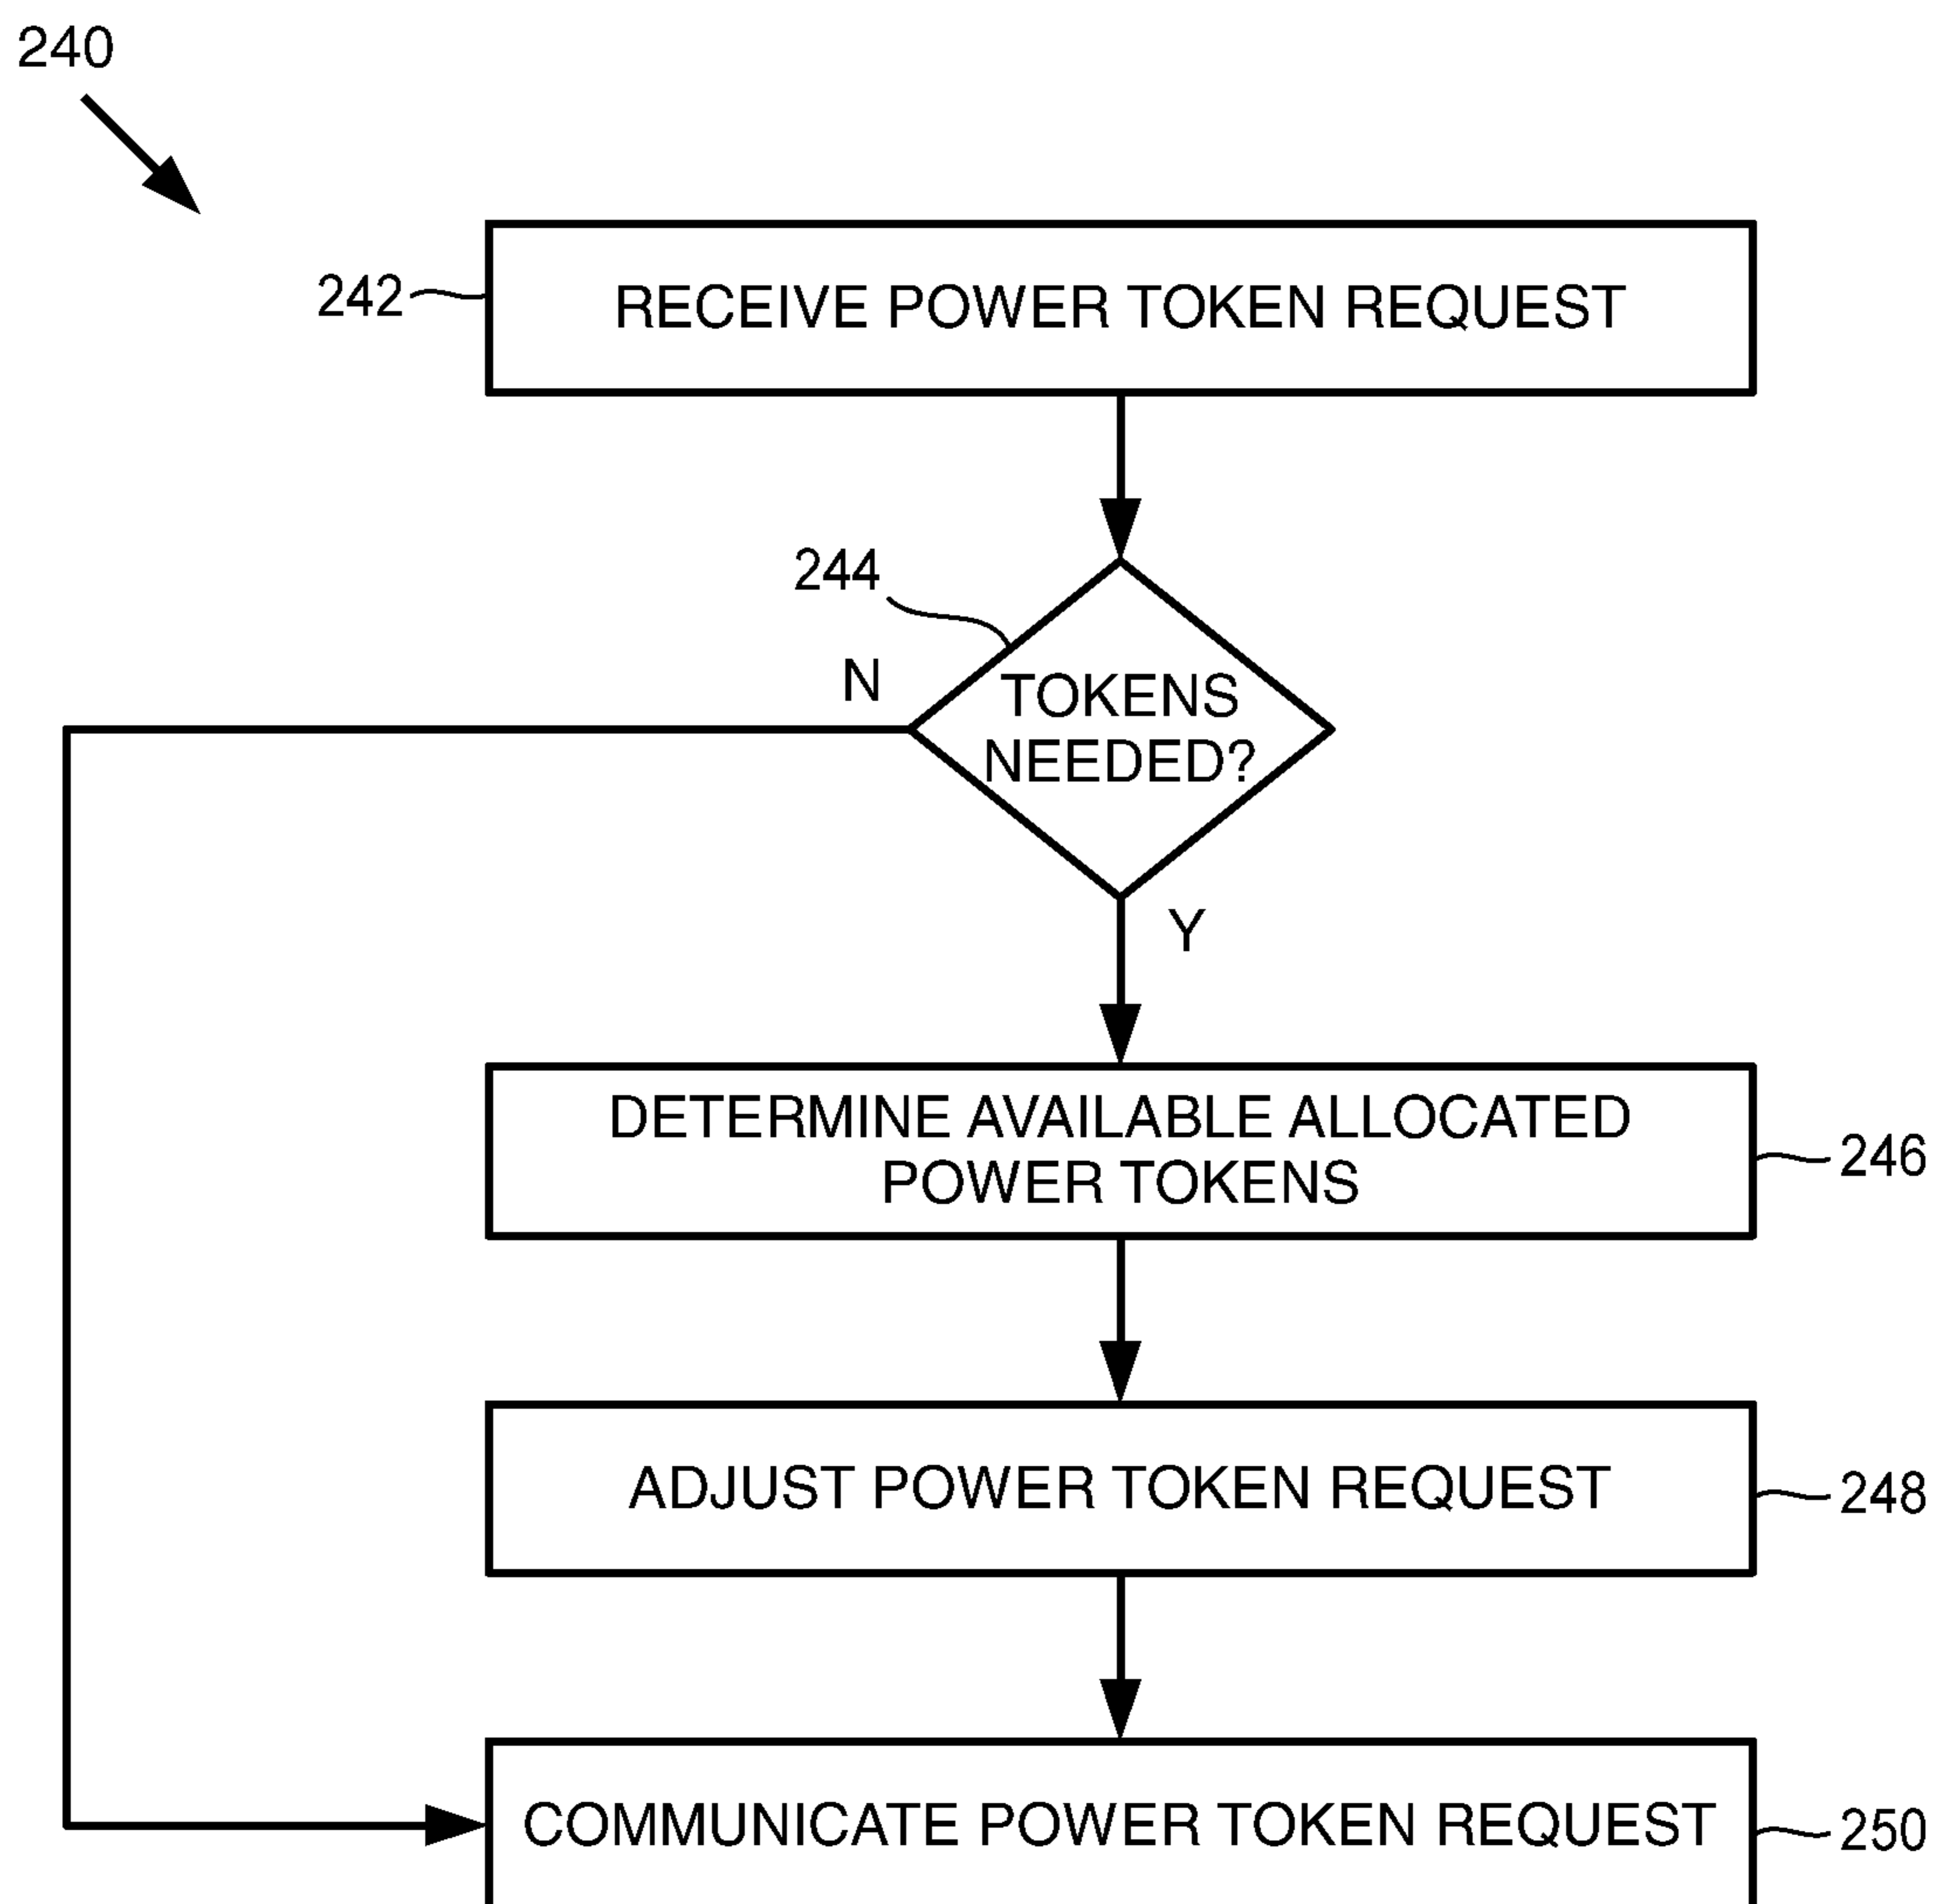 240
242
RECEIVE POWER TOKEN REQUEST
244
N
TOKENS
NEEDED?
Y
DETERMINE AVAILABLE ALLOCATED
POWER TOKENS
246
ADJUST POWER TOKEN REQUEST
248
COMMUNICATE POWER TOKEN REQUEST
250